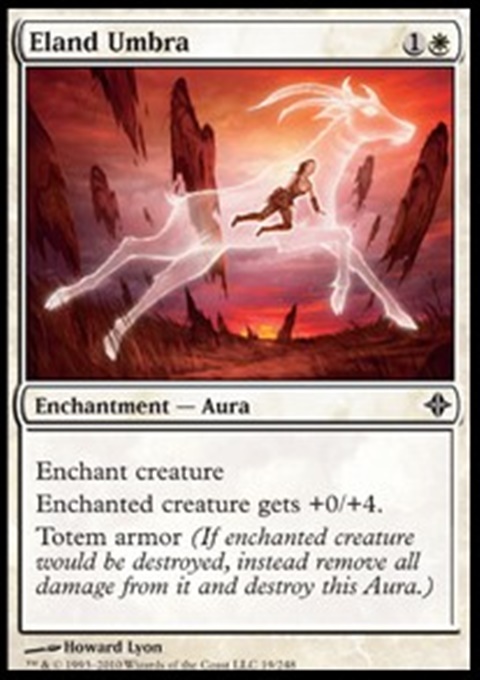 Eland Umbra 1
Enchantment — Aura
Enchant creature
Enchanted creature gets +0/+4.
Totem armor (If enchanted creature
would be destroyed, instead remove all
damage from it and destroy this Aura.)
Howard Lyon
™ & © 1993–2010 Wizards of the Coast LLC 19/248